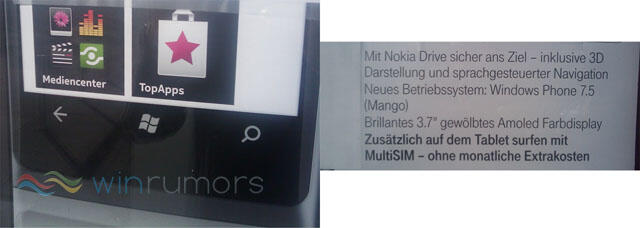 Mediencenter
TopApps
winrumors
Mit Nokia Drive sicher ans Ziel – inklusive 3D
Darstellung und sprachgesteuerter Navigation
Neues Betriebssystem: Windows Phone 7.5
(Mango)
Brillantes 3.7" gewölbtes Amoled Farbdisplay
Zusätzlich auf dem Tablet surfen mit
MultiSIM – ohne monatliche Extrakosten